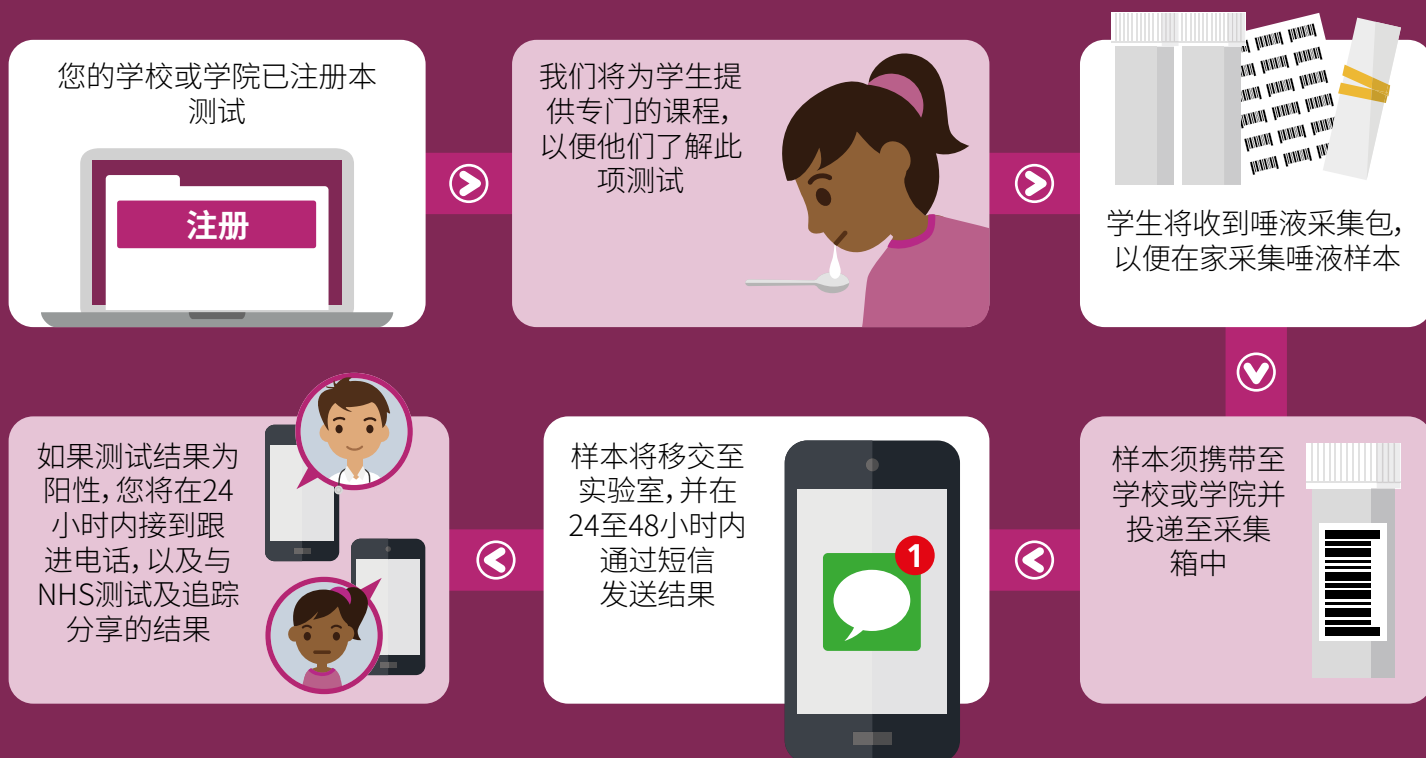 您的学校或学院已注册本
测试
注册
我们将为学生提
供专门的课程，
以便他们了解此
项测试
学生将收到唾液采集包，
以便在家采集唾液样本
样本须携带至
学校或学院并
投递至采集
箱中
样本将移交至
实验室，并在
24至48小时内
通过短信
发送结果
1
如果测试结果为
阳性，您将在24
小时内接到跟
进电话，以及与
NHS测试及追踪
分享的结果